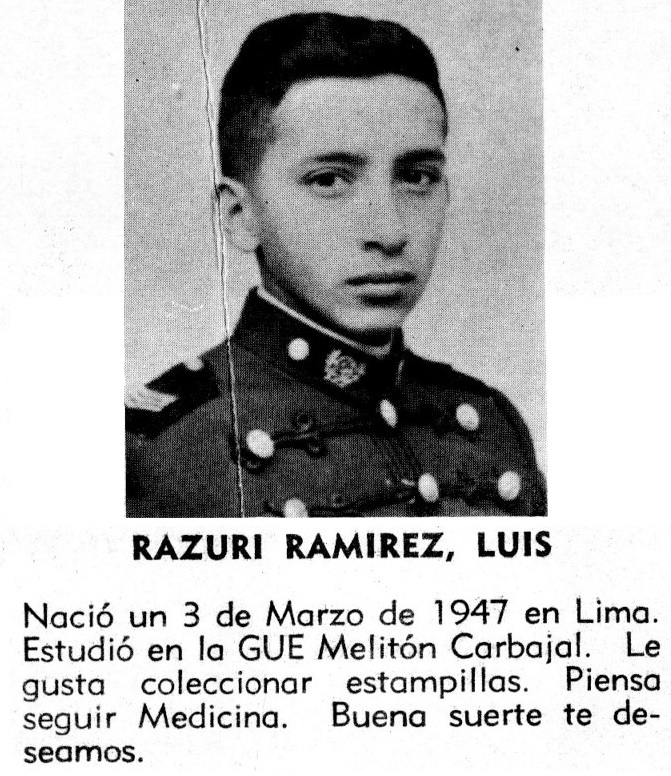 RAZURI RAMIREZ, LUIS
Nació un 3 de Marzo de 1947 en Lima.
Estudió en la GUE Melitón Carbajal. Le
gusta coleccionar estampillas. Piensa
seguir Medicina. Buena suerte te de-
seamos.